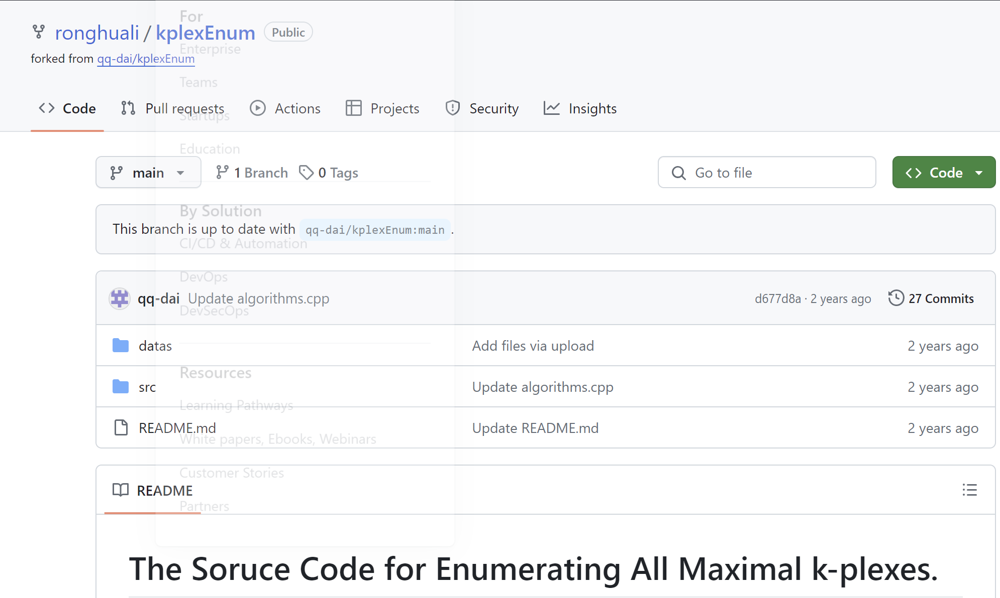 ronghuali / kplexEnum Public
forked from qq-dai/kplexEnum
Code Pull requests Actions Projects Security Insights
main 1 Branch 0 Tags Go to file Code
This branch is up to date with qq-dai/kplexEnum:main .
qq-dai Update algorithms.cpp d677d8a · 2 years ago 27 Commits
datas Add files via upload 2 years ago
src Update algorithms.cpp 2 years ago
README.md Update README.md 2 years ago
README
The Soruce Code for Enumerating All Maximal k-plexes.
For
Enterprise
Teams
Startups
Education
By Solution
CI/CD & Automation
DevOps
DevSecOps
Resources
Learning Pathways
White papers, Ebooks, Webinars
Customer Stories
Partners